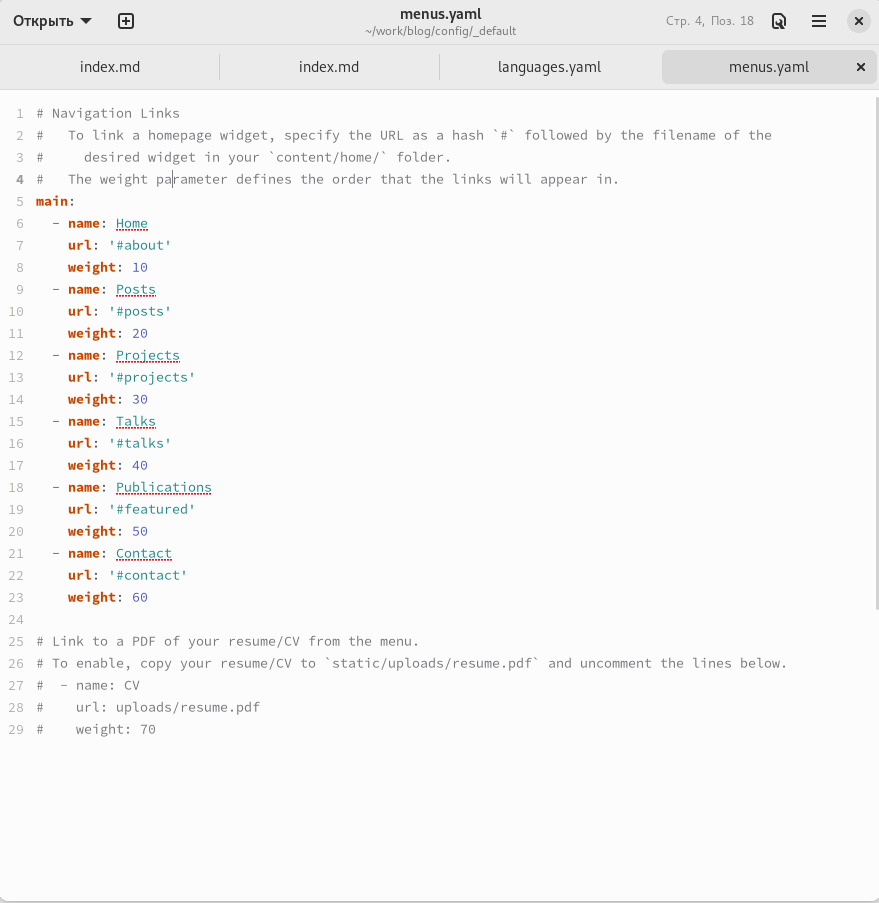 Открыть
menus.yaml
~/work/blog/config/_default
Стр. 4, Поз. 18
index.md
index.md
languages.yaml
menus.yaml
1 # Navigation Links
2 #   To link a homepage widget, specify the URL as a hash `#` followed by the filename of the
3 #     desired widget in your `content/home/` folder.
4 #   The weight parameter defines the order that the links will appear in.
5 main:
6   - name: Home
7     url: '#about'
8     weight: 10
9   - name: Posts
10     url: '#posts'
11     weight: 20
12   - name: Projects
13     url: '#projects'
14     weight: 30
15   - name: Talks
16     url: '#talks'
17     weight: 40
18   - name: Publications
19     url: '#featured'
20     weight: 50
21   - name: Contact
22     url: '#contact'
23     weight: 60
24
25 # Link to a PDF of your resume/CV from the menu.
26 # To enable, copy your resume/CV to `static/uploads/resume.pdf` and uncomment the lines below.
27 #  - name: CV
28 #    url: uploads/resume.pdf
29 #    weight: 70